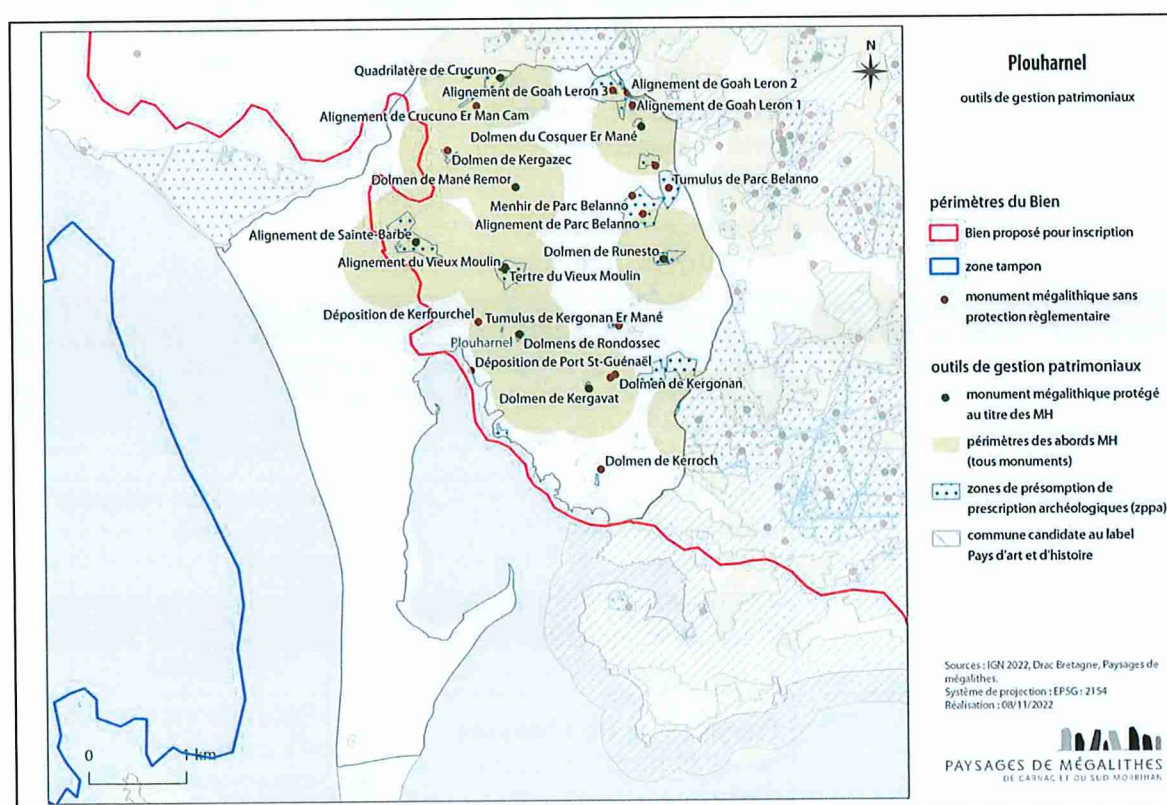 Quadrilatère de Crucuno
Alignement de Goah Leron 2
Alignement de Goah Leron 3
Alignement de Goah Leron 1
Alignement de Crucuno Er Man Cam
Dolmen du Cosquer Er Mané
Dolmen de Kergazec
Dolmen de Mané Remor
Tumulus de Parc Belanno
Menhir de Parc Belanno
Alignement de Parc Belanno
Alignement de Sainte-Barbe
Dolmen de Runesto
Alignement du Vieux Moulin
Tertre du Vieux Moulin
Déposition de Kerfourchel
Tumulus de Kergonan Er Mané
Plouharnel
Dolmens de Rondossec
Déposition de Port St-Guénaël
Dolmen de Kergonan
Dolmen de Kergavat
Dolmen de Kerroch
0 1 km
N
Plouharnel
outils de gestion patrimoniaux
périmètres du Bien
Bien proposé pour inscription
zone tampon
monument mégalithique sans
protection règlementaire
outils de gestion patrimoniaux
monument mégalithique protégé
au titre des MH
périmètres des abords MH
(tous monuments)
zones de présomption de
prescription archéologiques (zppa)
commune candidate au label
Pays d'art et d'histoire
Sources : IGN 2022, Drac Bretagne, Paysages de
mégalithes.
Système de projection : EPSG : 2154
Réalisation : 08/11/2022
PAYSAGES DE MÉGALITHES
DE CARNAC ET DU SUD MORBIHAN